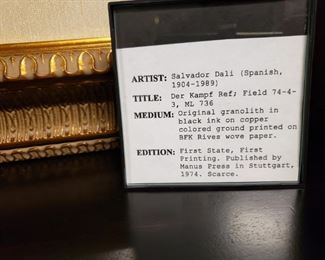 ARTIST: Salvador Dali (Spanish,
1904-1989)
TITLE: Der Kampf Ref; Field 74-4-
3, ML 736
MEDIUM: Original granolith in
black ink on copper
colored ground printed on
BFK Rives wove paper.
EDITION: First State, First
Printing. Published by
Manus Press in Stuttgart,
1974. Scarce.